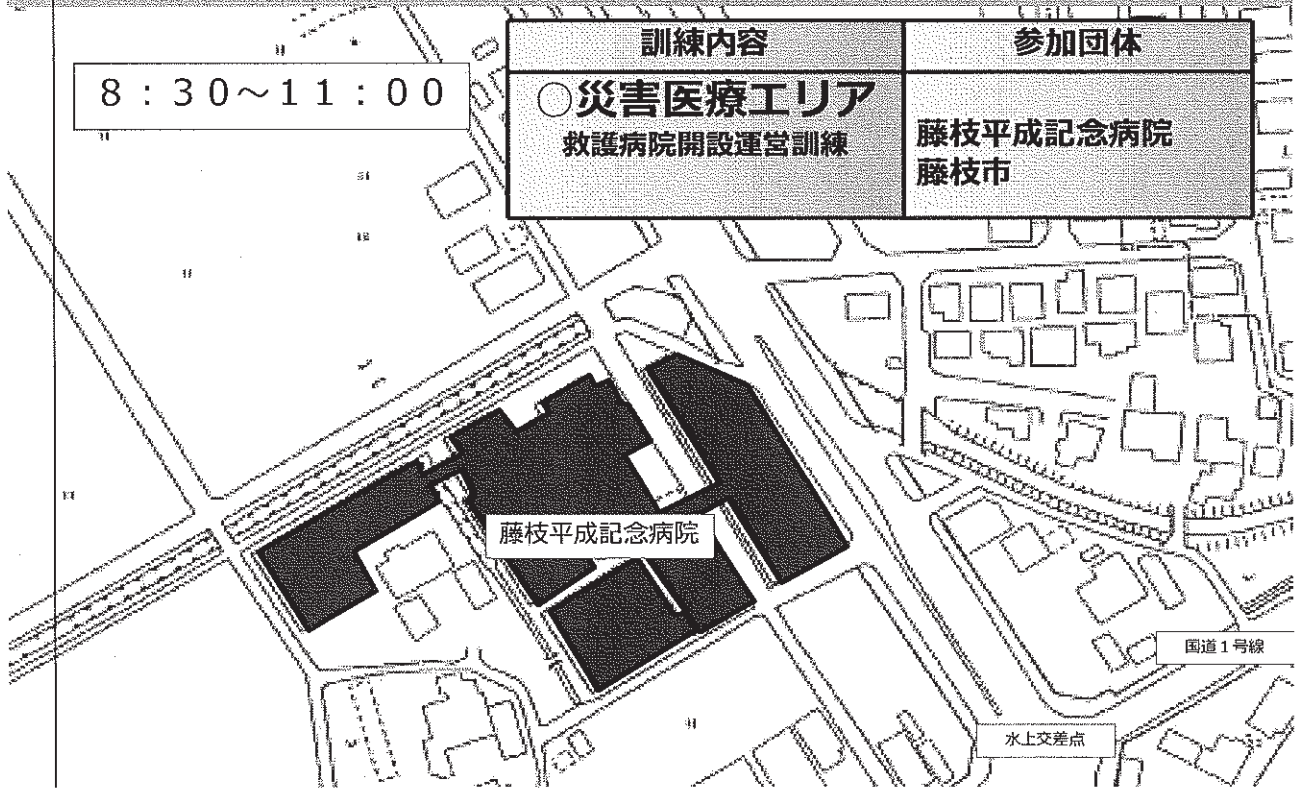 8：30～11：00
訓練内容
参加団体
○災害医療エリア
救護病院開設運営訓練
藤枝平成記念病院
藤枝市
藤枝平成記念病院
国道1号線
水上交差点